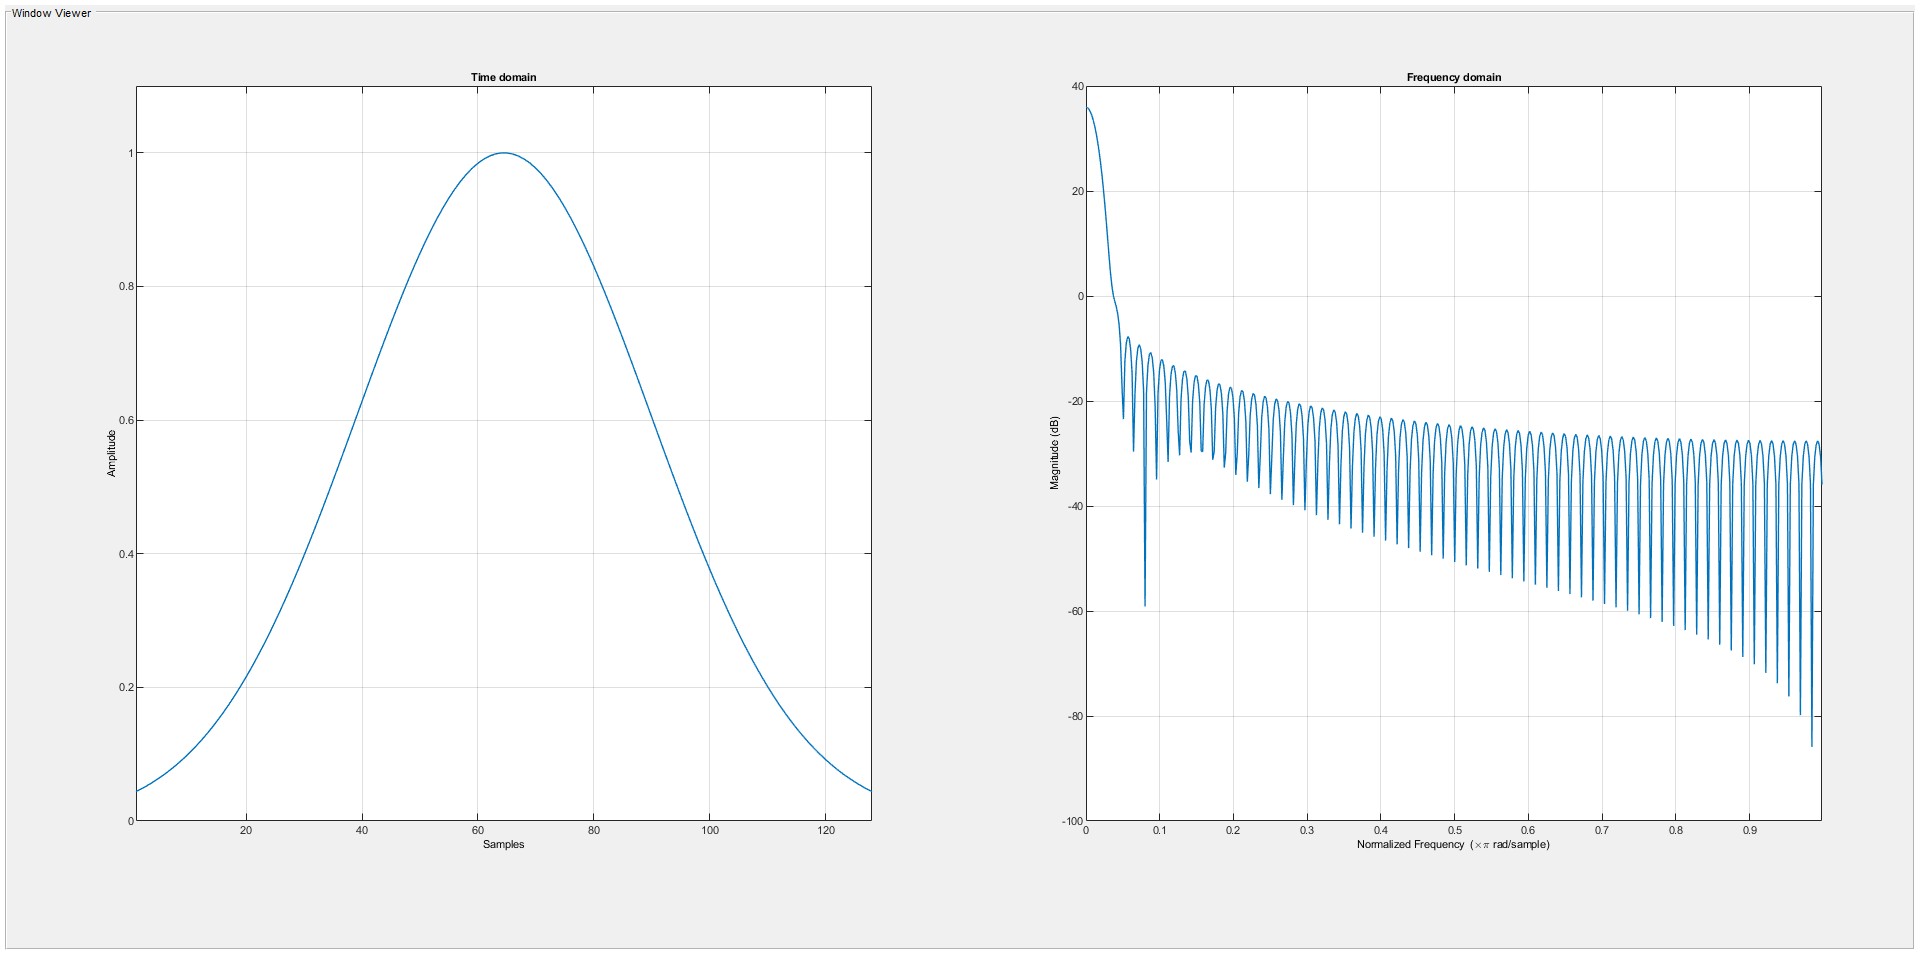 Window Viewer
Time domain
1
0.8
0.6
0.4
0.2
0
Amplitude
20 40 60 80 100 120
Samples
Frequency domain
40
20
0
-20
-40
-60
-80
-100
Magnitude (dB)
0 0.1 0.2 0.3 0.4 0.5 0.6 0.7 0.8 0.9
Normalized Frequency (×π rad/sample)